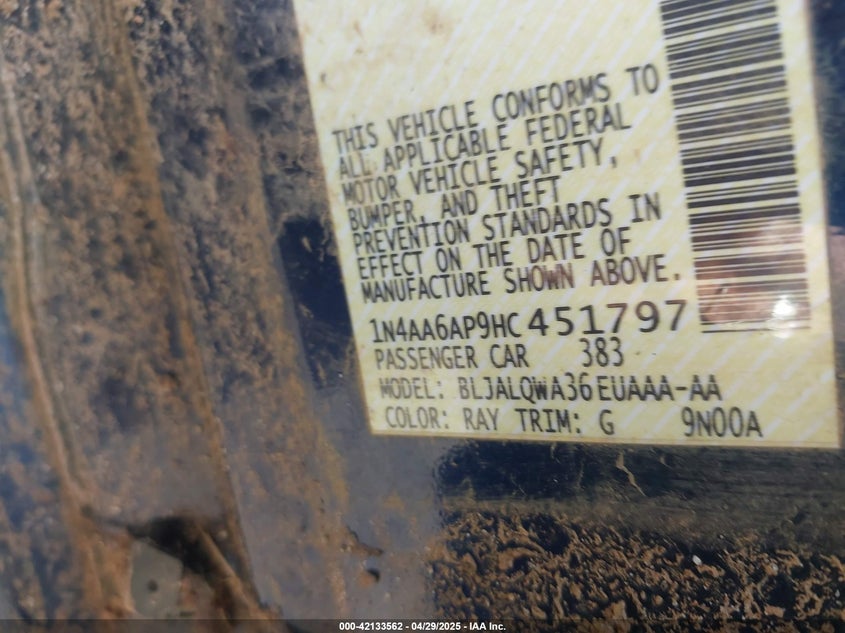 THIS VEHICLE CONFORMS TO
ALL APPLICABLE FEDERAL
MOTOR VEHICLE SAFETY,
BUMPER, AND THEFT
PREVENTION STANDARDS IN
EFFECT ON THE DATE OF
MANUFACTURE SHOWN ABOVE.
1N4AA6AP9HC451797
PASSENGER CAR 383
MODEL: BLJALQWA36EUAAA-AA
COLOR: RAY TRIM: G 9N00A
000-42133562 - 04/29/2025 - IAA Inc.